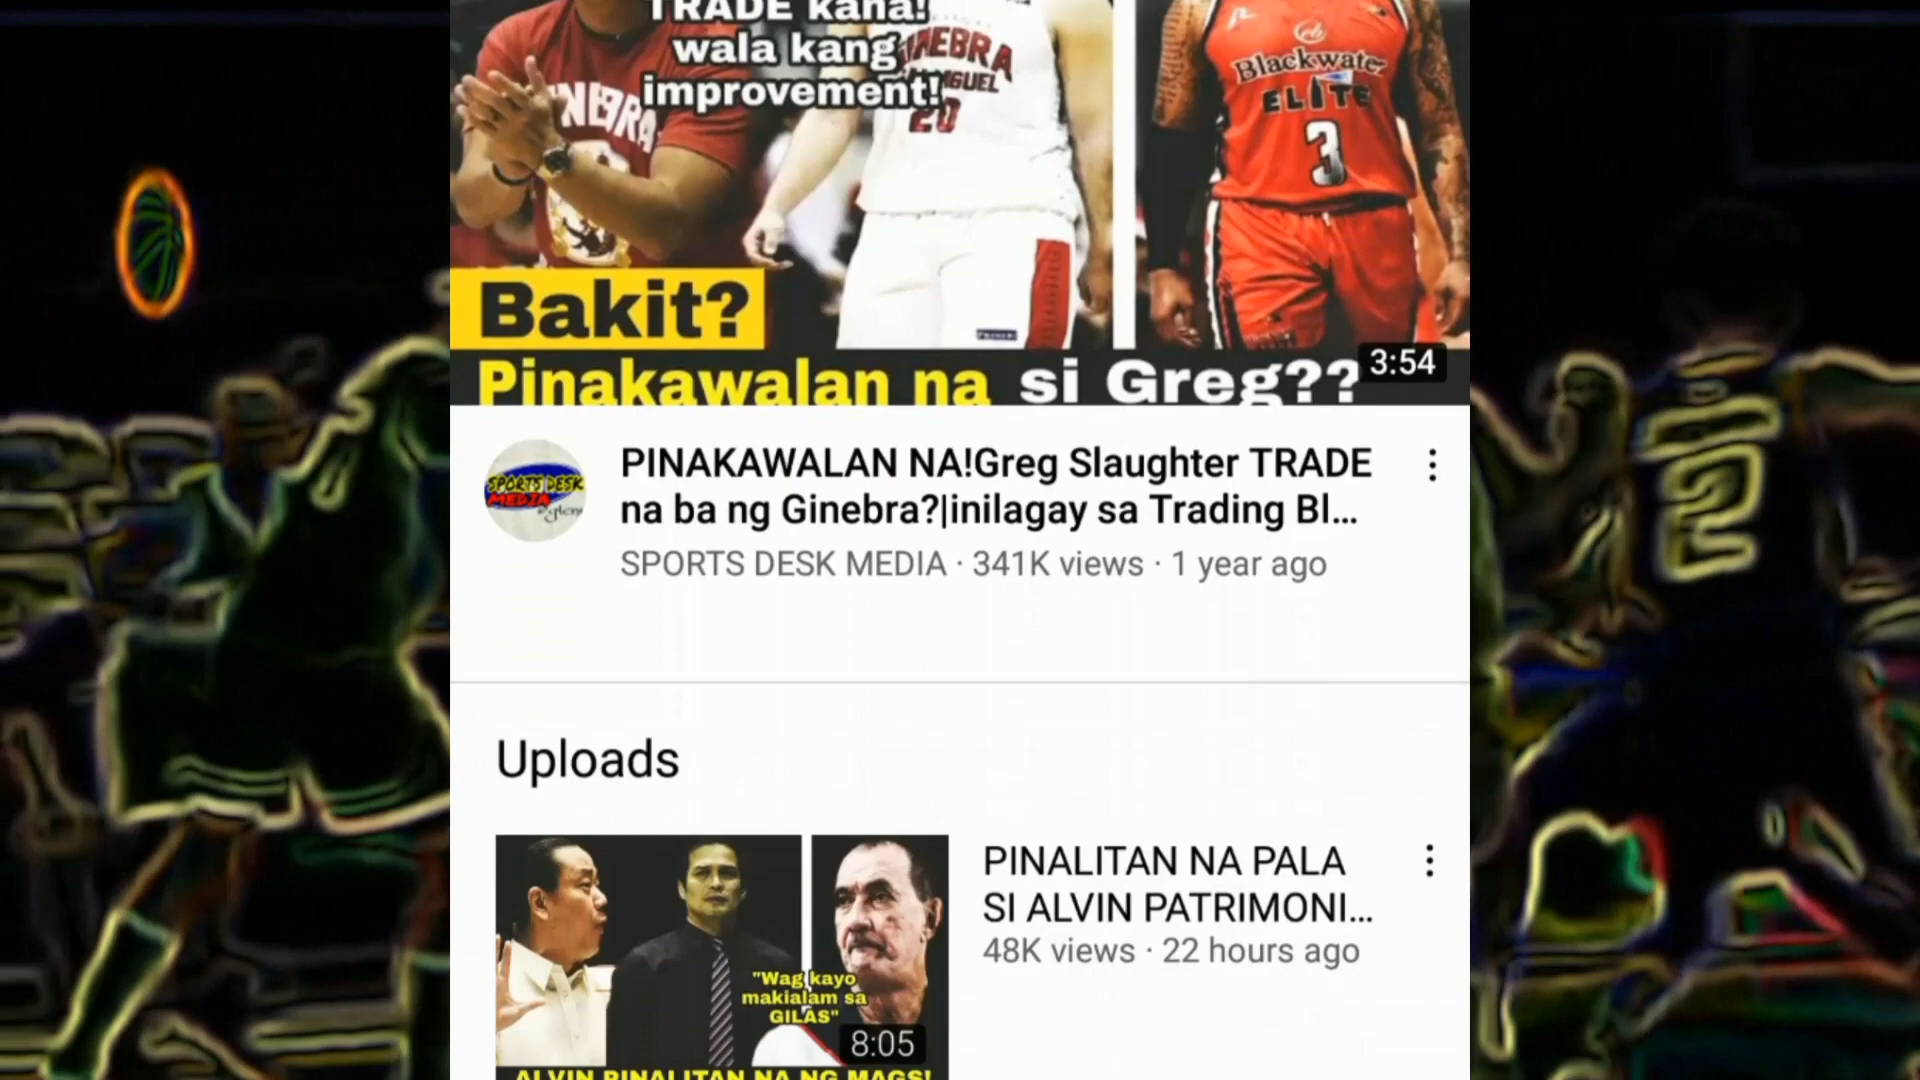 TRADE kana!
wala kang
improvement!
GINEBRA
20
Blackwater
ELITE
3
Bakit?
Pinakawalan na si Greg??
3:54
SPORTS DESK
MEDIA
PINAKAWALAN NA!Greg Slaughter TRADE
na ba ng Ginebra?|inilagay sa Trading Bl...
SPORTS DESK MEDIA · 341K views · 1 year ago
2
Uploads
PINALITAN NA PALA
SI ALVIN PATRIMONI...
48K views · 22 hours ago
"Wag kayo
makialam sa
GILAS"
8:05
ALVIN PINALITAN NA NG MAGS!